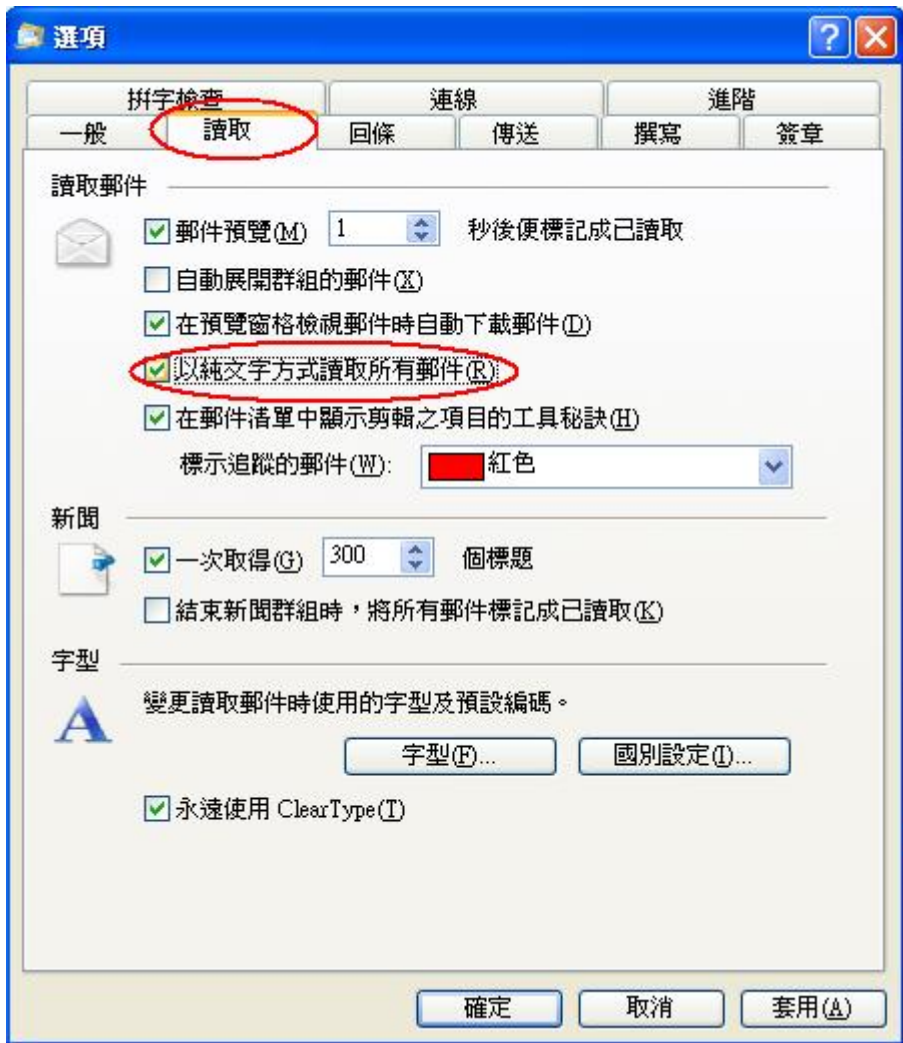 選項
拼字檢查 連線 進階
一般 讀取 回條 傳送 撰寫 簽章
讀取郵件
郵件預覽(M) 1 秒後便標記成已讀取
自動展開群組的郵件(X)
在預覽窗格檢視郵件時自動下載郵件(D)
以純文字方式讀取所有郵件(R)
在郵件清單中顯示剪輯之項目的工具秘訣(H)
標示追蹤的郵件(W): 紅色
新聞
一次取得(G) 300 個標題
結束新聞群組時，將所有郵件標記成已讀取(K)
字型
變更讀取郵件時使用的字型及預設編碼。
字型(F)... 國別設定(I)...
永遠使用 ClearType(T)
確定 取消 套用(A)